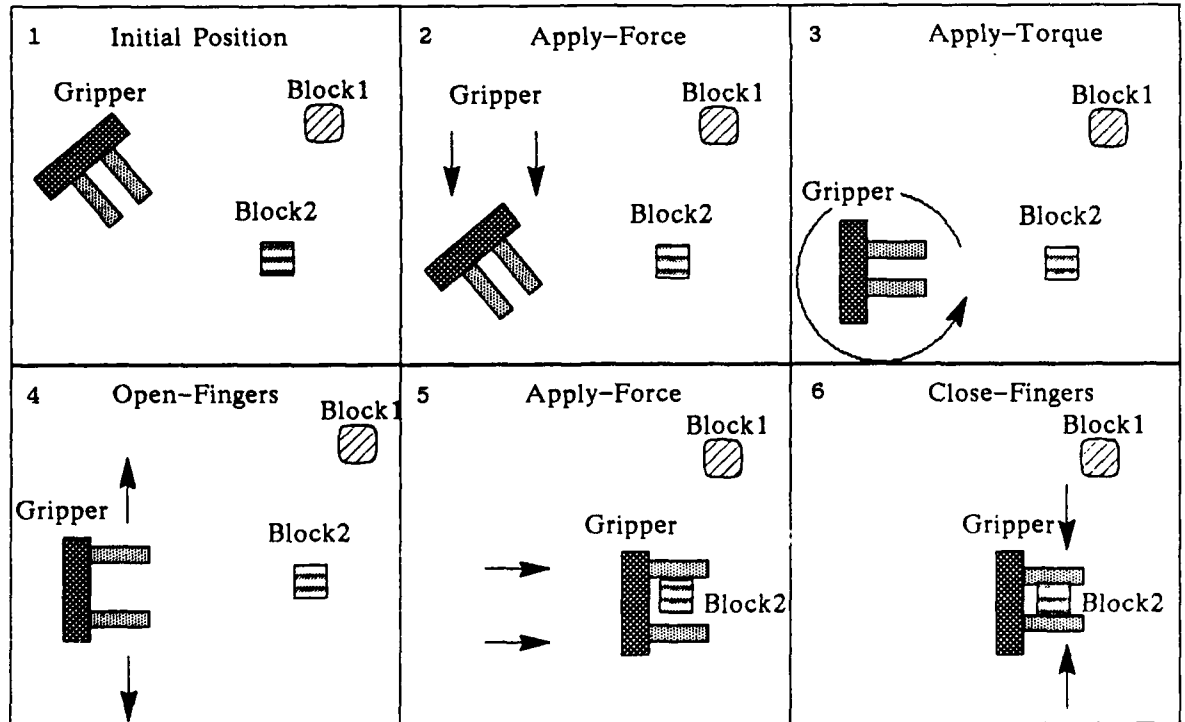 1 Initial Position
Gripper
Block1
Block2
2 Apply-Force
Gripper
Block1
Block2
3 Apply-Torque
Block1
Gripper
Block2
4 Open-Fingers
Block1
Gripper
Block2
5 Apply-Force
Block1
Gripper
Block2
6 Close-Fingers
Block1
Gripper
Block2